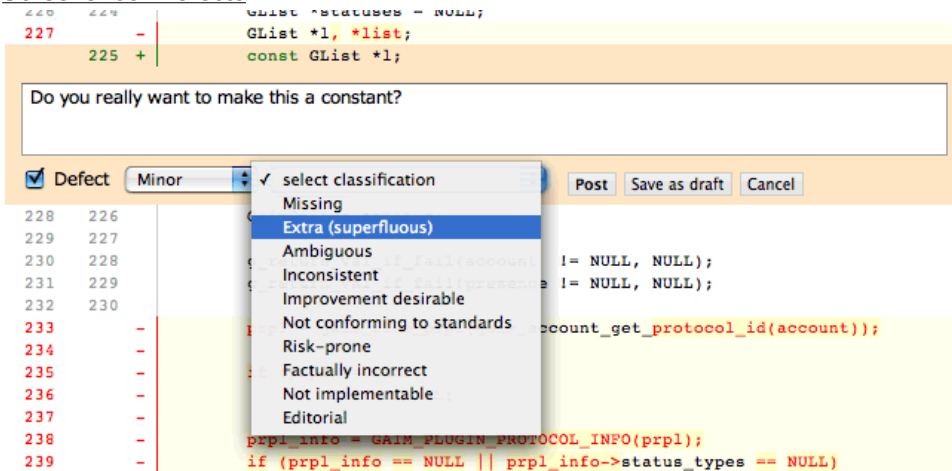 226 224 GList *statuses = NULL;
227 - GList *l, *list;
225 + const GList *l;
Do you really want to make this a constant?
Defect Minor ✓ select classification Post Save as draft Cancel
Missing
228 226
Extra (superfluous)
229 227
Ambiguous
230 228 != NULL, NULL);
Inconsistent
231 229 != NULL, NULL);
Improvement desirable
232 230
Not conforming to standards
233 - account_get_protocol_id(account));
Risk-prone
234 -
Factually incorrect
235 -
Not implementable
236 -
Editorial
237 -
238 - prpl_info = GAIM_PLUGIN_PROTOCOL_INFO(prpl);
239 - if (prpl_info == NULL || prpl_info->status_types == NULL)